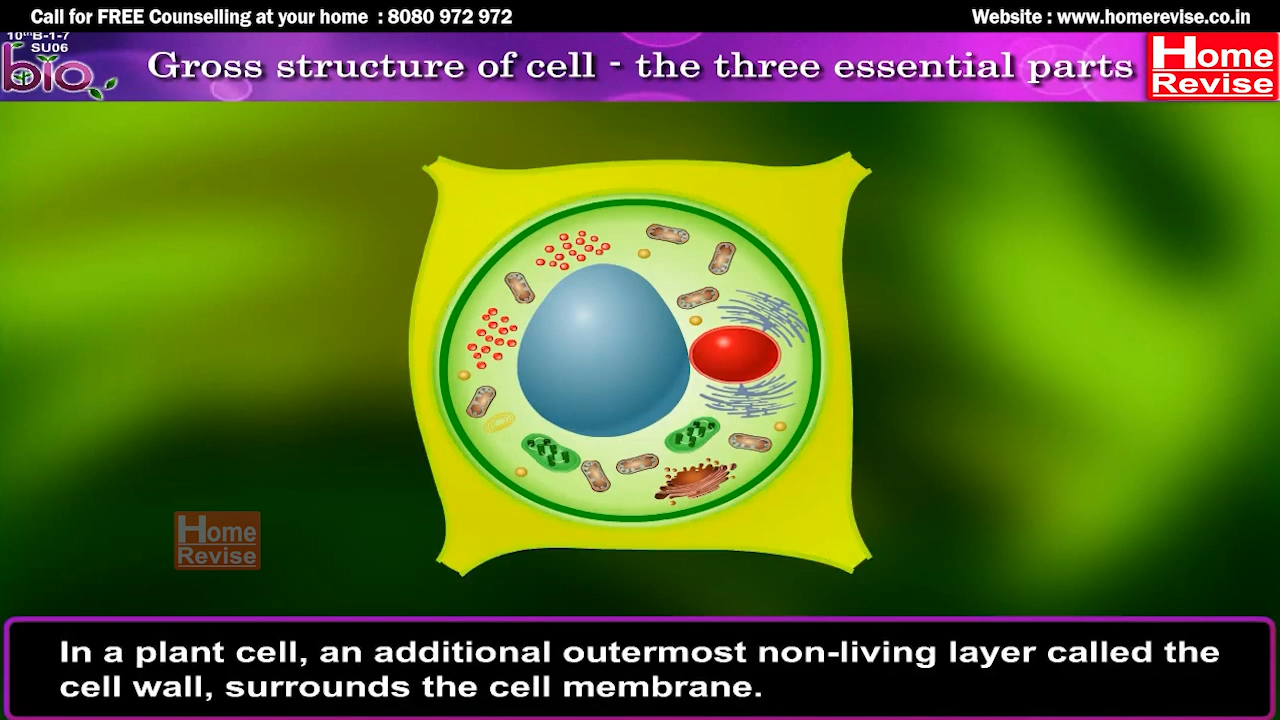 Call for FREE Counselling at your home : 8080 972 972
Website : www.homerevise.co.in
10thB-1-7
SU06
bio
Gross structure of cell - the three essential parts
Home
Revise
Home
Revise
In a plant cell, an additional outermost non-living layer called the
cell wall, surrounds the cell membrane.